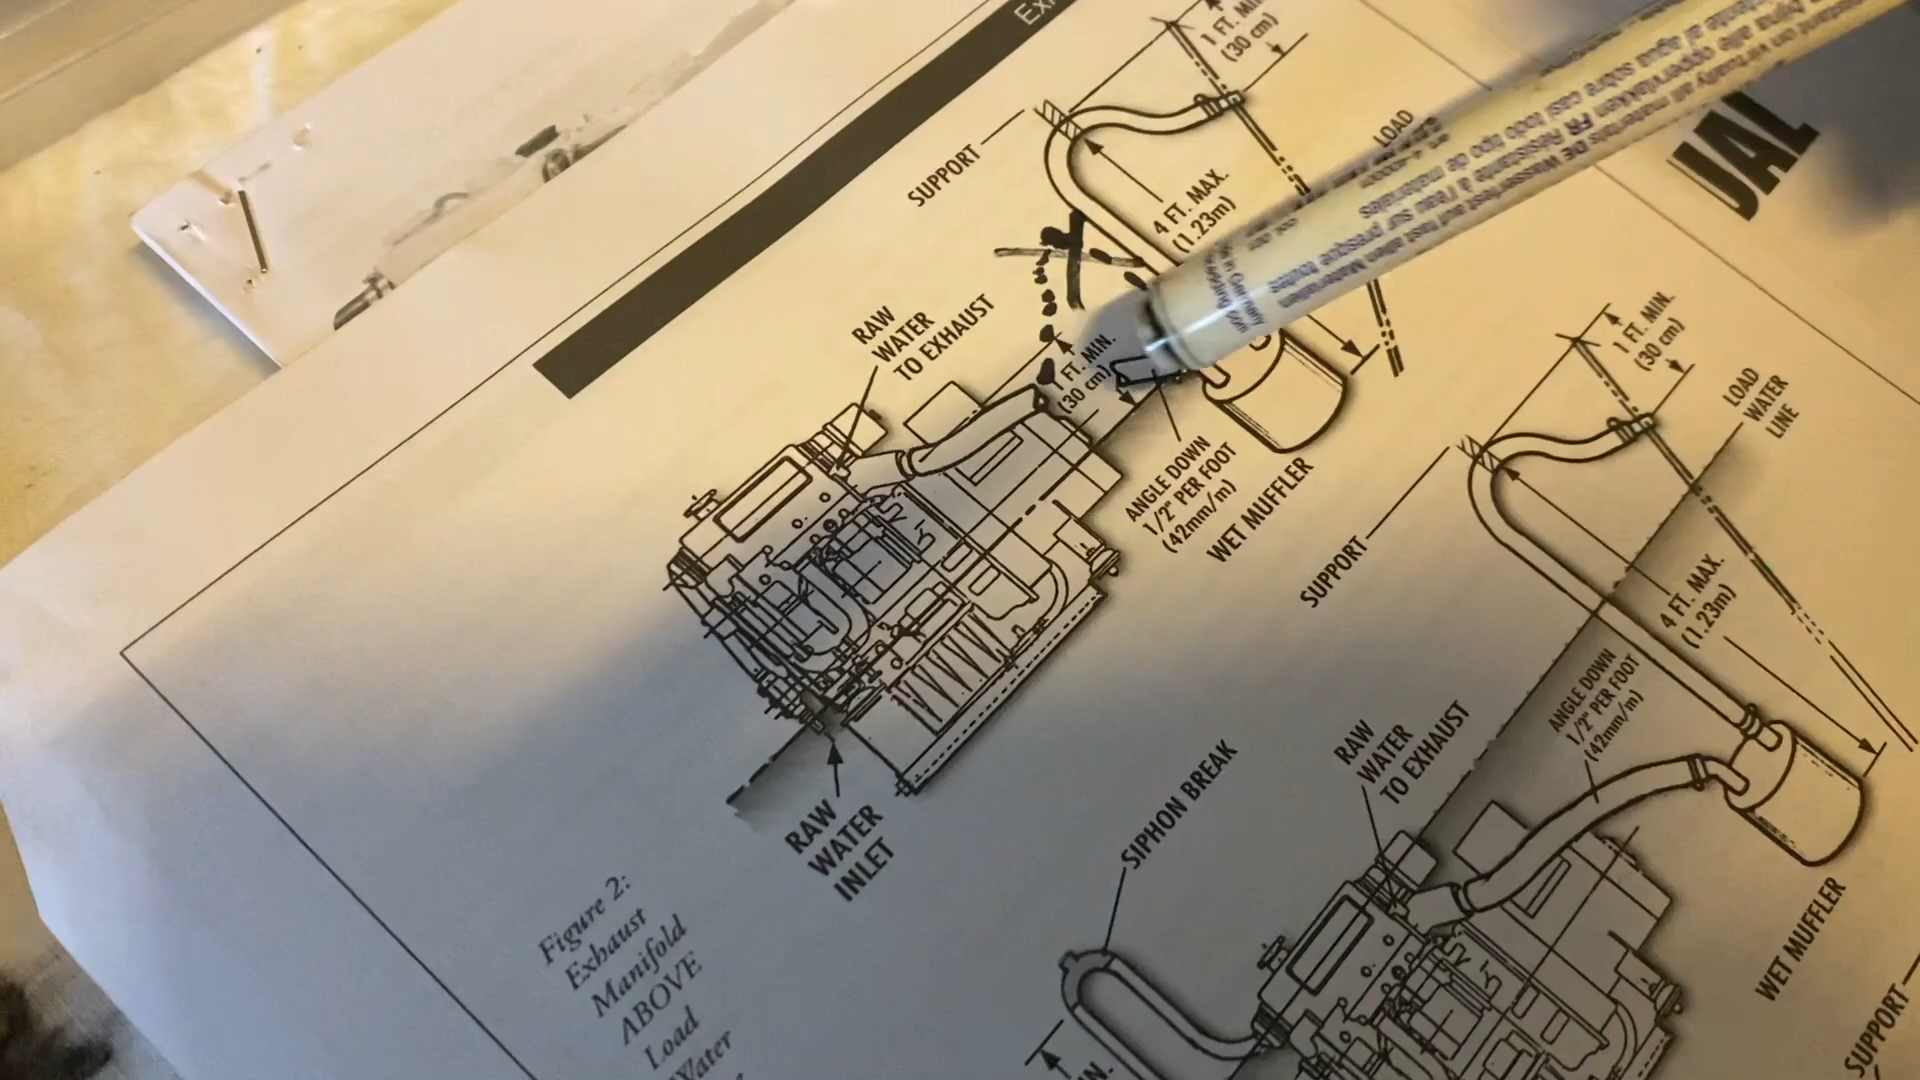 1 FT. MIN.
(30 cm)
SUPPORT
LOAD
4 FT. MAX.
(1.23m)
RAW
WATER
TO EXHAUST
1 FT. MIN.
(30 cm)
ANGLE DOWN
1/2" PER FOOT
(42mm/m)
WET MUFFLER
RAW
WATER
INLET
Figure 2:
Exhaust
Manifold
ABOVE
Load
Water
1 FT. MIN.
(30 cm)
LOAD
WATER
LINE
SUPPORT
4 FT. MAX.
(1.23m)
ANGLE DOWN
1/2" PER FOOT
(42mm/m)
RAW
WATER
TO EXHAUST
SIPHON BREAK
WET MUFFLER
SUPPORT